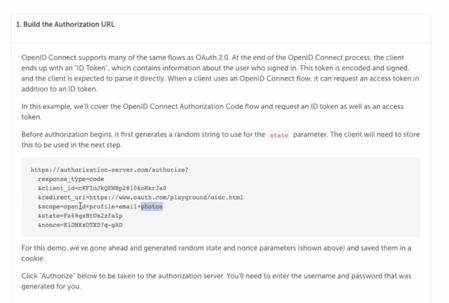 1. Build the Authorization URL
OpenID Connect supports many of the same flows as OAuth 2.0. At the end of the OpenID Connect process, the client
ends up with an "ID Token", which contains information about the user who signed in. This token is encoded and signed,
and the client is expected to parse it directly. When a client uses an OpenID Connect flow, it can request an access token in
addition to an ID token.
In this example, we'll cover the OpenID Connect Authorization Code flow and request an ID token as well as an access
token.
Before authorization begins, it first generates a random string to use for the state parameter. The client will need to store
this to be used in the next step.
https://authorization-server.com/authorize?
response_type=code
&client_id=
&redirect_uri=https://www.oauth.com/playground/oidc.html
&scope=openid+profile+email+photos
&state=
&nonce=
For this demo, we've gone ahead and generated random state and nonce parameters (shown above) and saved them in a
cookie.
Click "Authorize" below to be taken to the authorization server. You'll need to enter the username and password that was
generated for you.